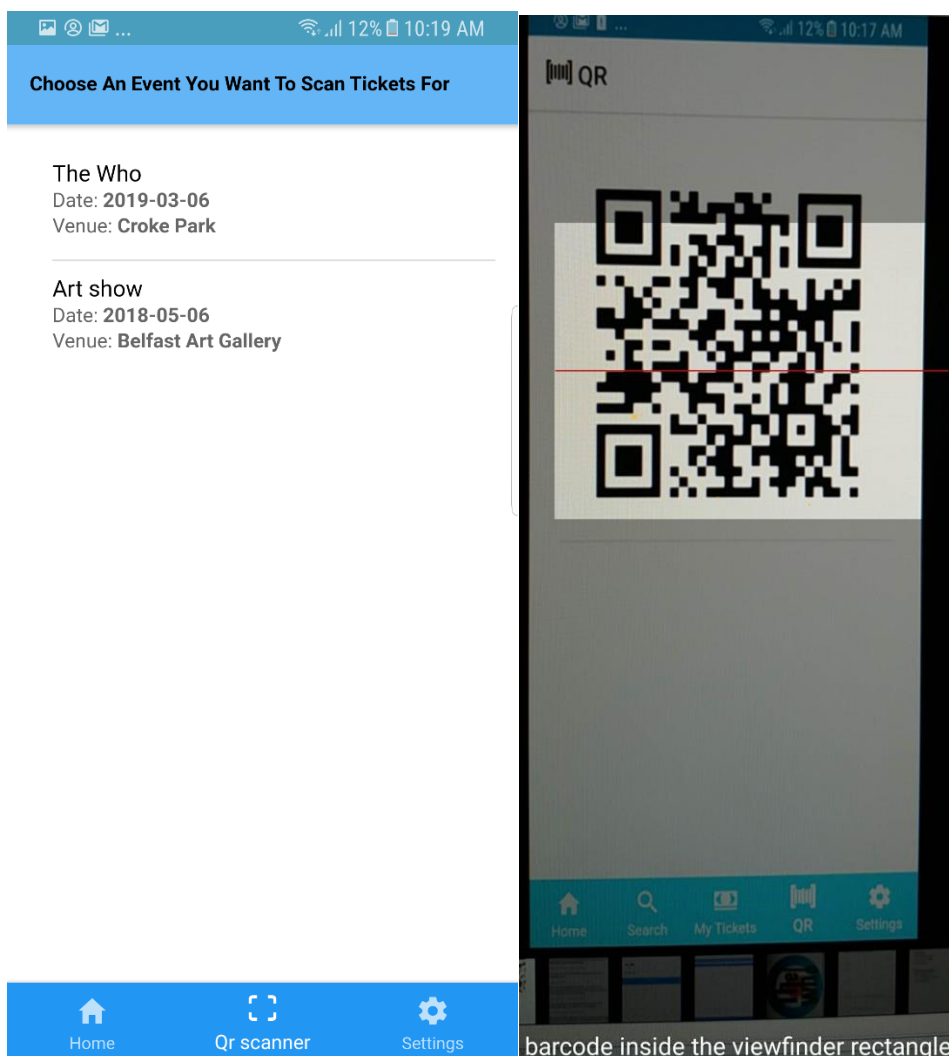 12% 10:19 AM
Choose An Event You Want To Scan Tickets For
The Who
Date: 2019-03-06
Venue: Croke Park
Art show
Date: 2018-05-06
Venue: Belfast Art Gallery
Home
Qr scanner
Settings
12% 10:17 AM
QR
Home
Search
My Tickets
QR
Settings
barcode inside the viewfinder rectangle